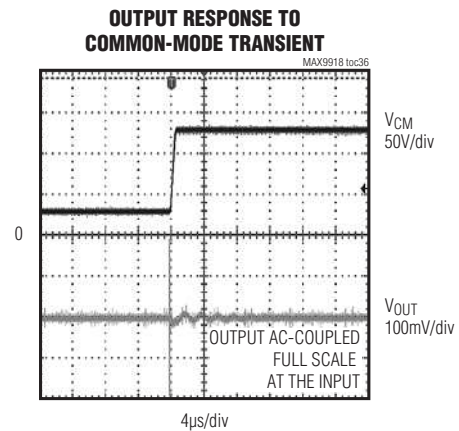 OUTPUT RESPONSE TO
COMMON-MODE TRANSIENT
MAX9918 toc36
T
VCM
50V/div
0
VOUT
100mV/div
OUTPUT AC-COUPLED
FULL SCALE
AT THE INPUT
4µs/div